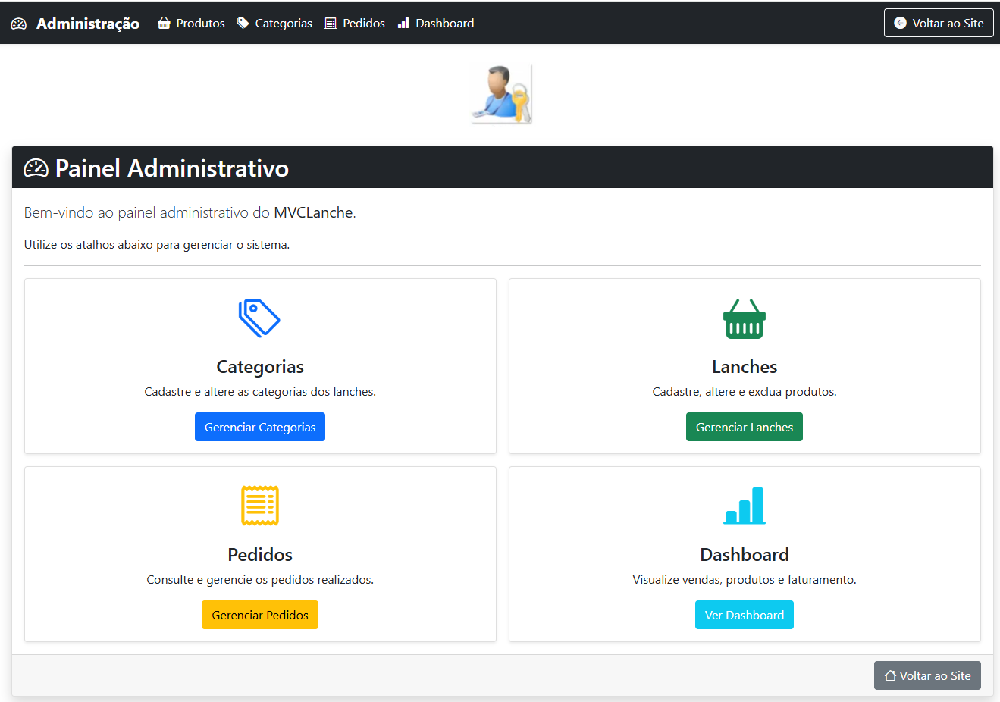 Administração Produtos Categorias Pedidos Dashboard Voltar ao Site
Painel Administrativo
Bem-vindo ao painel administrativo do MVCLanche.
Utilize os atalhos abaixo para gerenciar o sistema.
Categorias
Cadastre e altere as categorias dos lanches.
Gerenciar Categorias
Lanches
Cadastre, altere e exclua produtos.
Gerenciar Lanches
Pedidos
Consulte e gerencie os pedidos realizados.
Gerenciar Pedidos
Dashboard
Visualize vendas, produtos e faturamento.
Ver Dashboard
Voltar ao Site